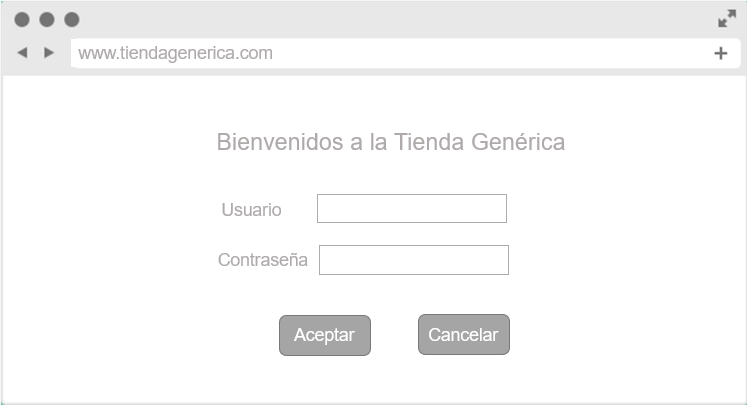 www.tiendagenerica.com
Bienvenidos a la Tienda Genérica
Usuario
Contraseña
Aceptar Cancelar